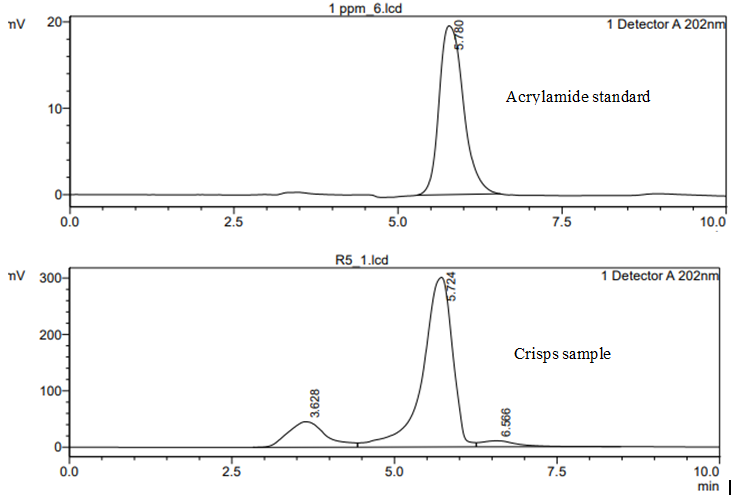 1 ppm_6.lcd
mV
1 Detector A 202nm
20
5.780
Acrylamide standard
10
0
0.0 2.5 5.0 7.5 10.0
R5_1.lcd
mV
1 Detector A 202nm
300
5.724
200
Crisps sample
100
3.628
6.566
0
0.0 2.5 5.0 7.5 10.0
min